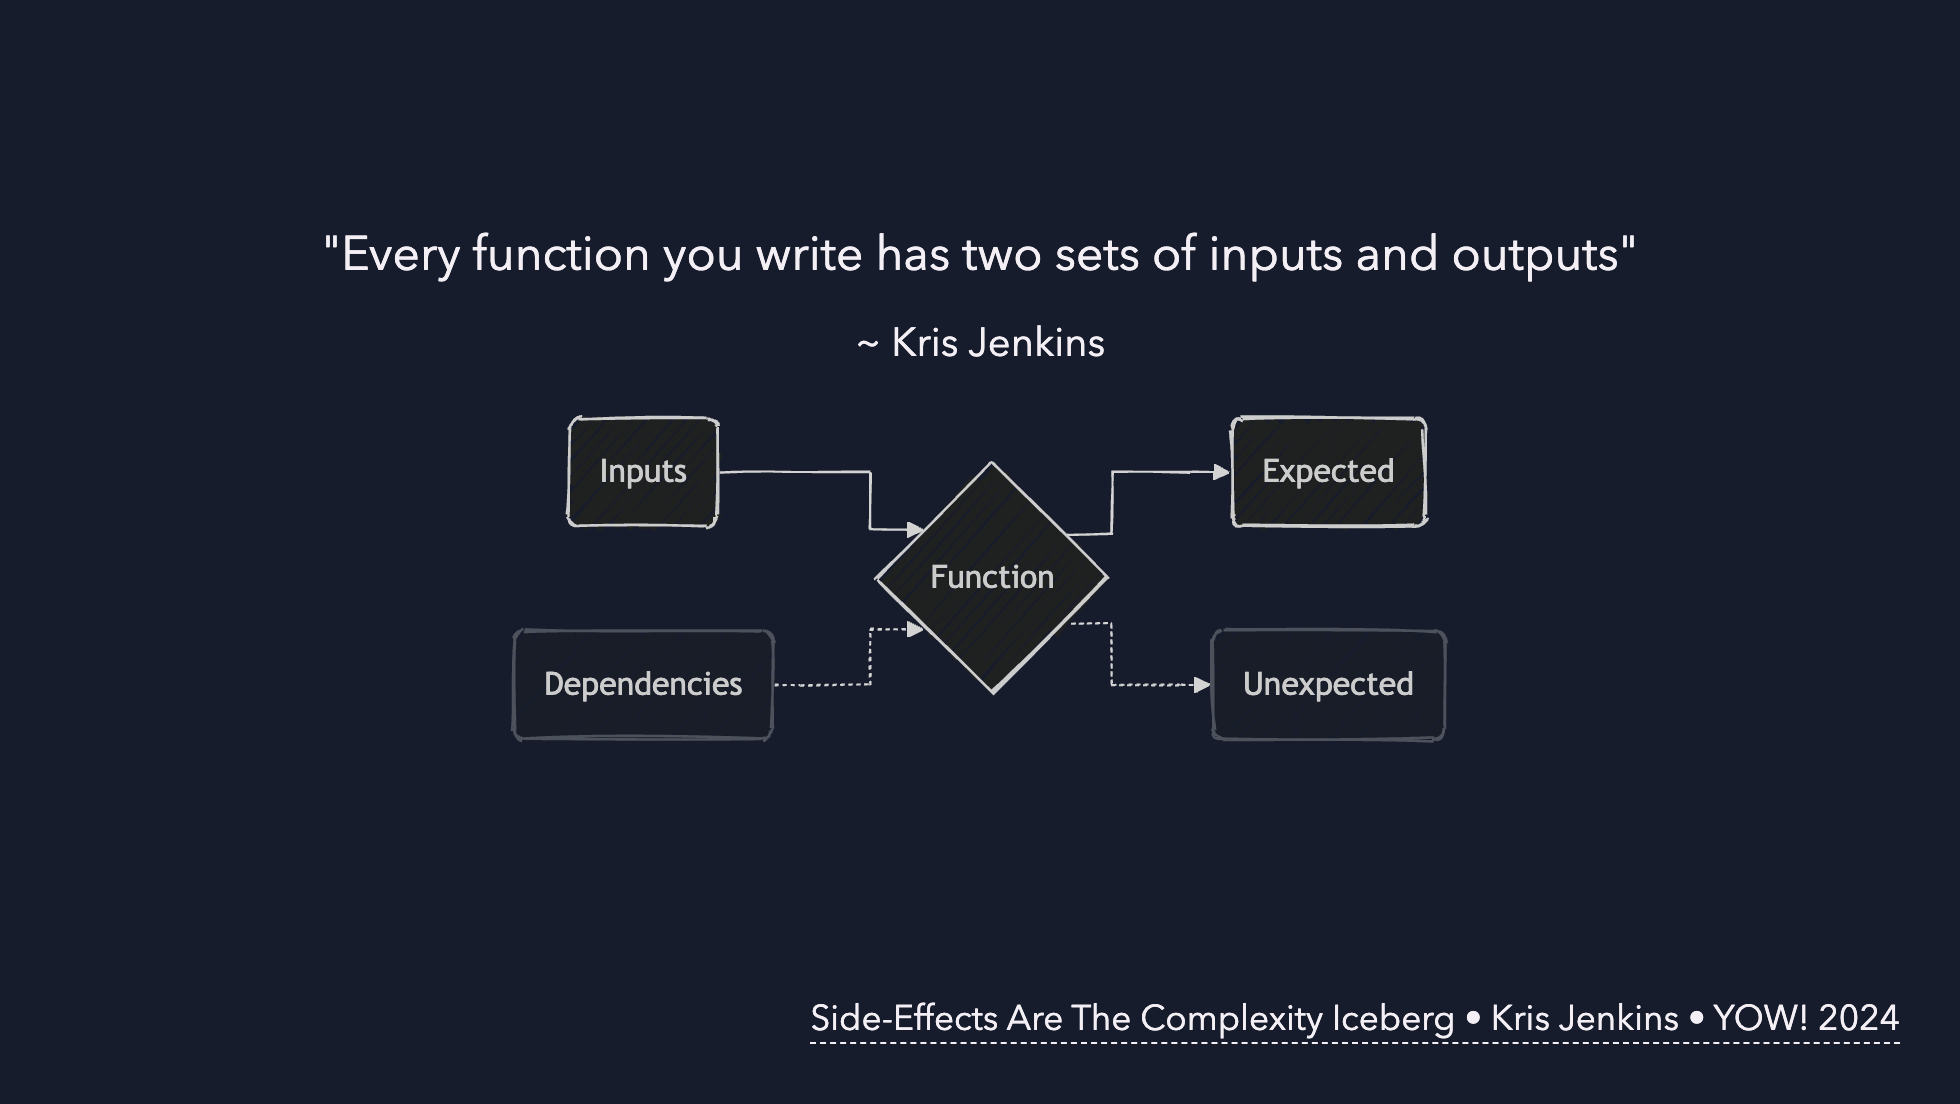 "Every function you write has two sets of inputs and outputs"
~ Kris Jenkins
Inputs
Expected
Function
Dependencies
Unexpected
Side-Effects Are The Complexity Iceberg • Kris Jenkins • YOW! 2024